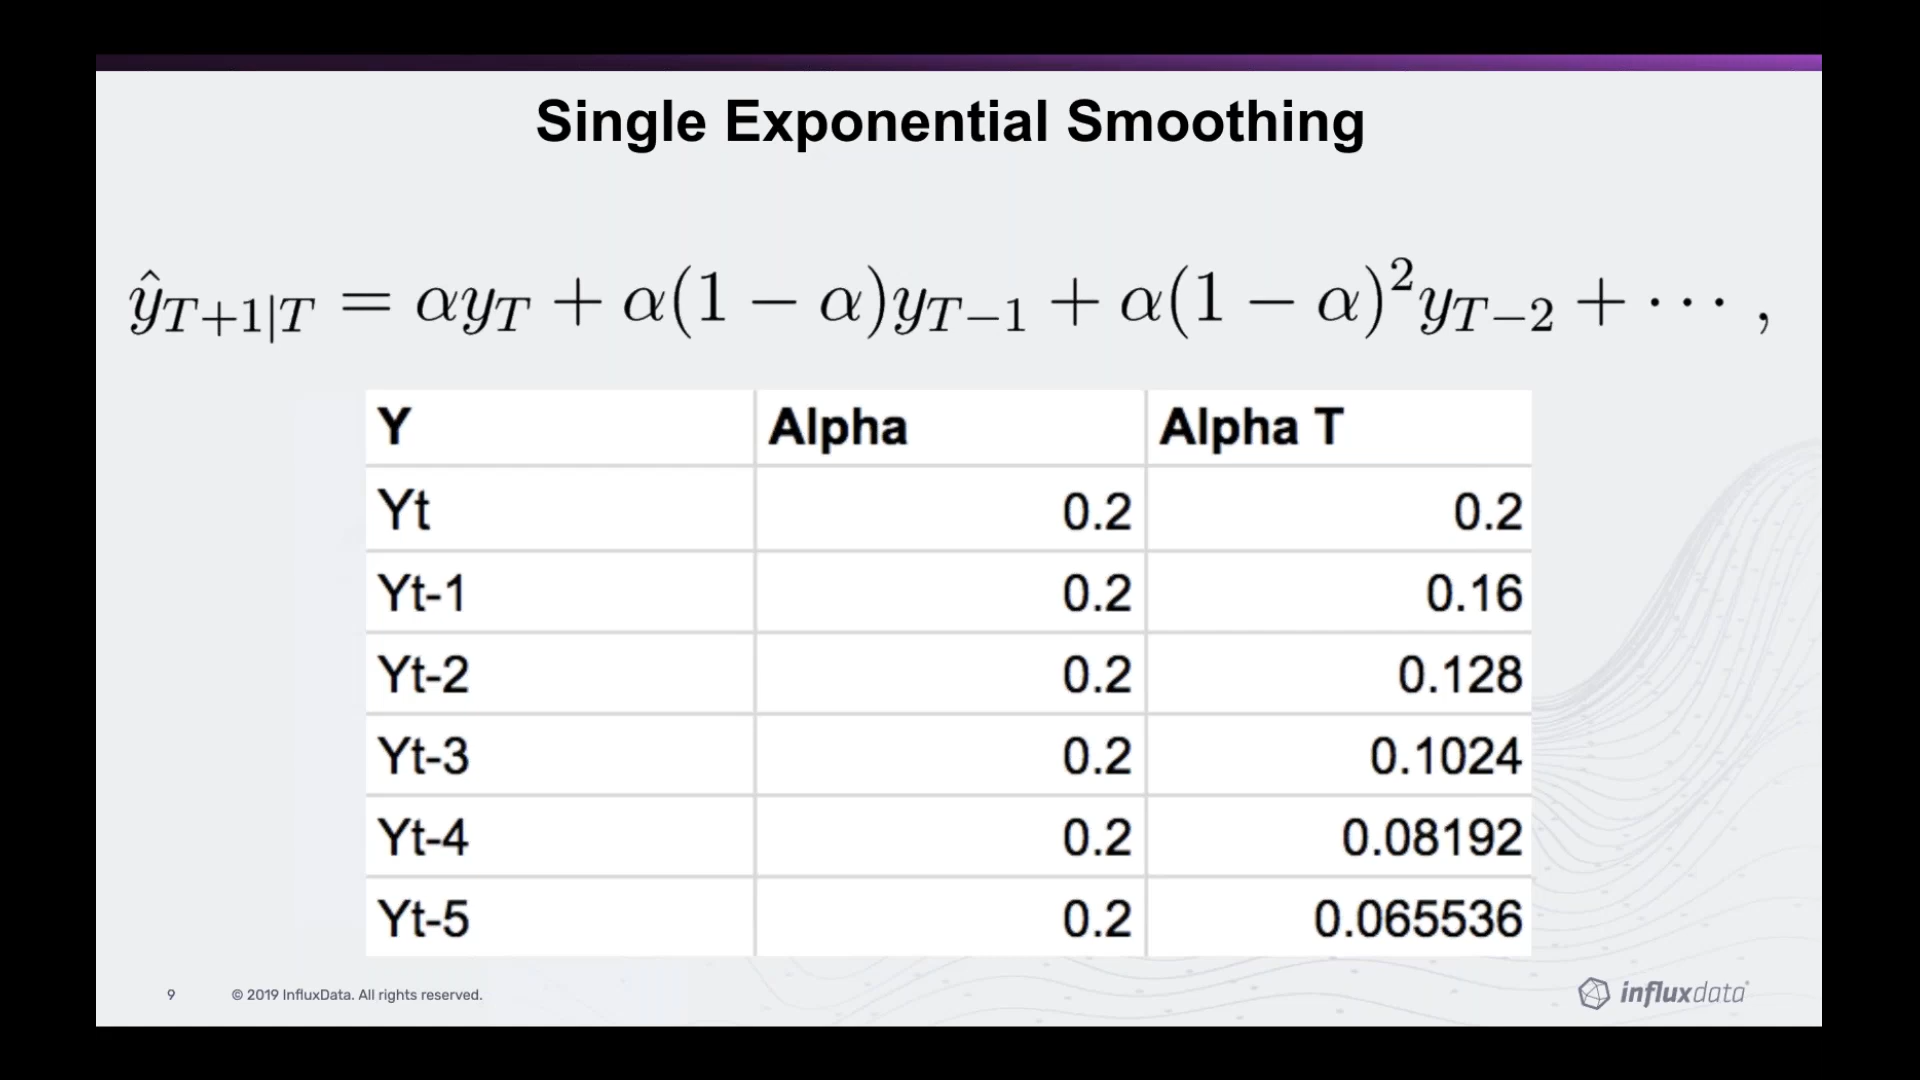 Single Exponential Smoothing
ŷ_{T+1|T} = αy_T + α(1 − α)y_{T−1} + α(1 − α)²y_{T−2} + ⋯ ,
Y Alpha Alpha T
Yt 0.2 0.2
Yt-1 0.2 0.16
Yt-2 0.2 0.128
Yt-3 0.2 0.1024
Yt-4 0.2 0.08192
Yt-5 0.2 0.065536
9 © 2019 InfluxData. All rights reserved. influxdata